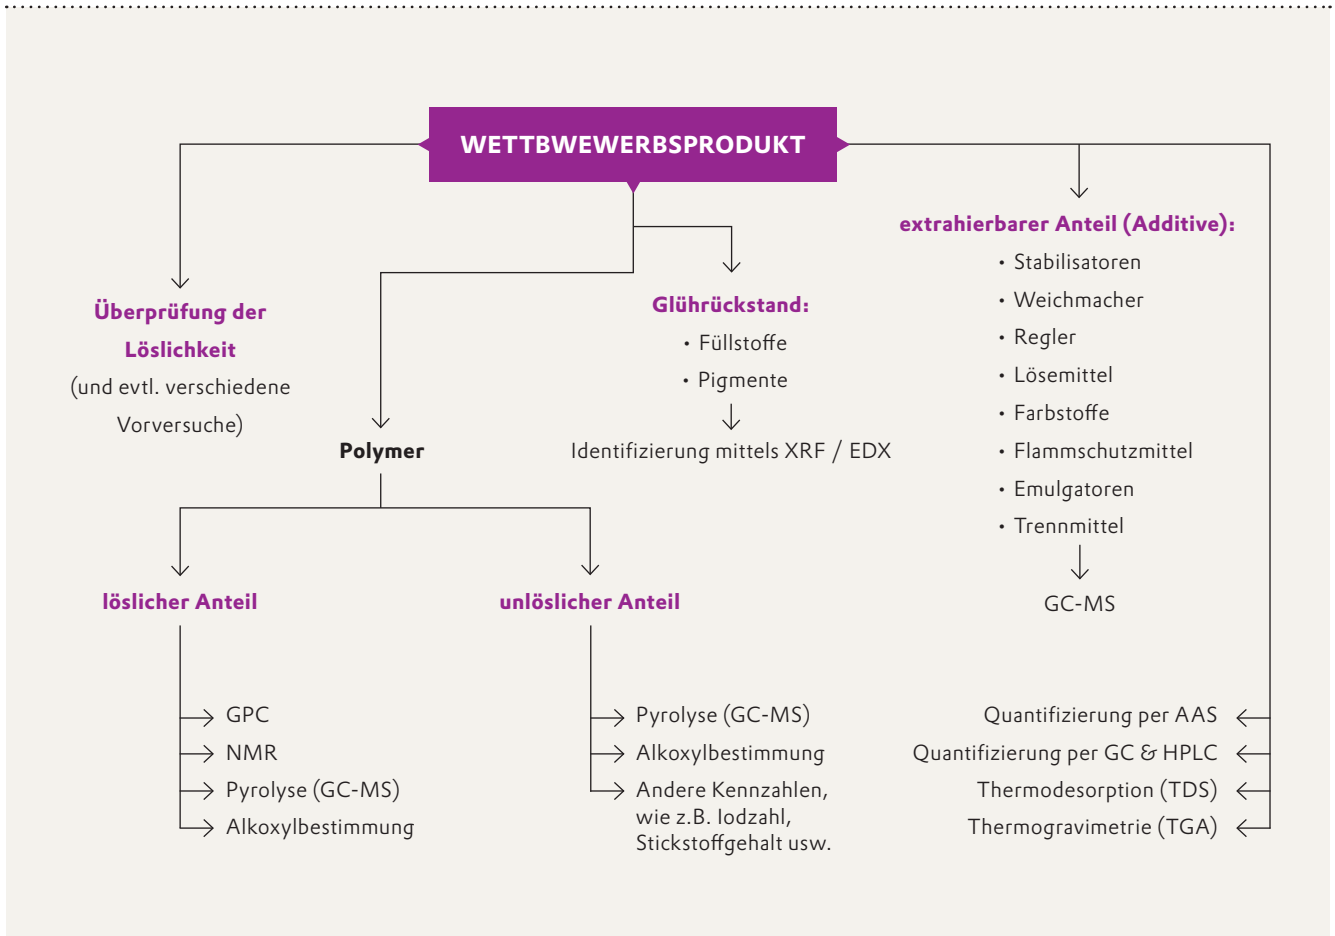 WETTBWEWERBSPRODUKT
Überprüfung der
Löslichkeit
(und evtl. verschiedene
Vorversuche)
Polymer
Glührückstand:
• Füllstoffe
• Pigmente
Identifizierung mittels XRF / EDX
extrahierbarer Anteil (Additive):
• Stabilisatoren
• Weichmacher
• Regler
• Lösemittel
• Farbstoffe
• Flammschutzmittel
• Emulgatoren
• Trennmittel
GC-MS
löslicher Anteil
GPC
NMR
Pyrolyse (GC-MS)
Alkoxylbestimmung
unlöslicher Anteil
Pyrolyse (GC-MS)
Alkoxylbestimmung
Andere Kennzahlen,
wie z.B. Iodzahl,
Stickstoffgehalt usw.
Quantifizierung per AAS
Quantifizierung per GC & HPLC
Thermodesorption (TDS)
Thermogravimetrie (TGA)